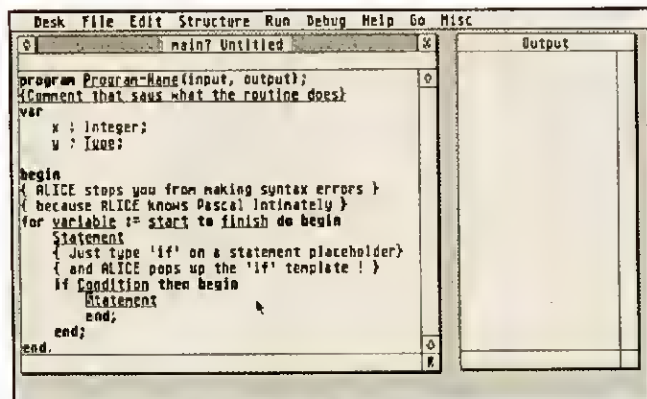 Desk File Edit Structure Run Debug Help Go Misc
main? Untitled
Output
program Program-Name(input, output);
{Comment that says what the routine does}
var
x : Integer;
y : Type;
begin
{ ALICE stops you from making syntax errors }
{ because ALICE knows Pascal Intimately }
for variable := start to finish do begin
Statement
{ Just type 'if' on a statement placeholder}
{ and ALICE pops up the 'if' template ! }
if Condition then begin
Statement
end;
end;
end.